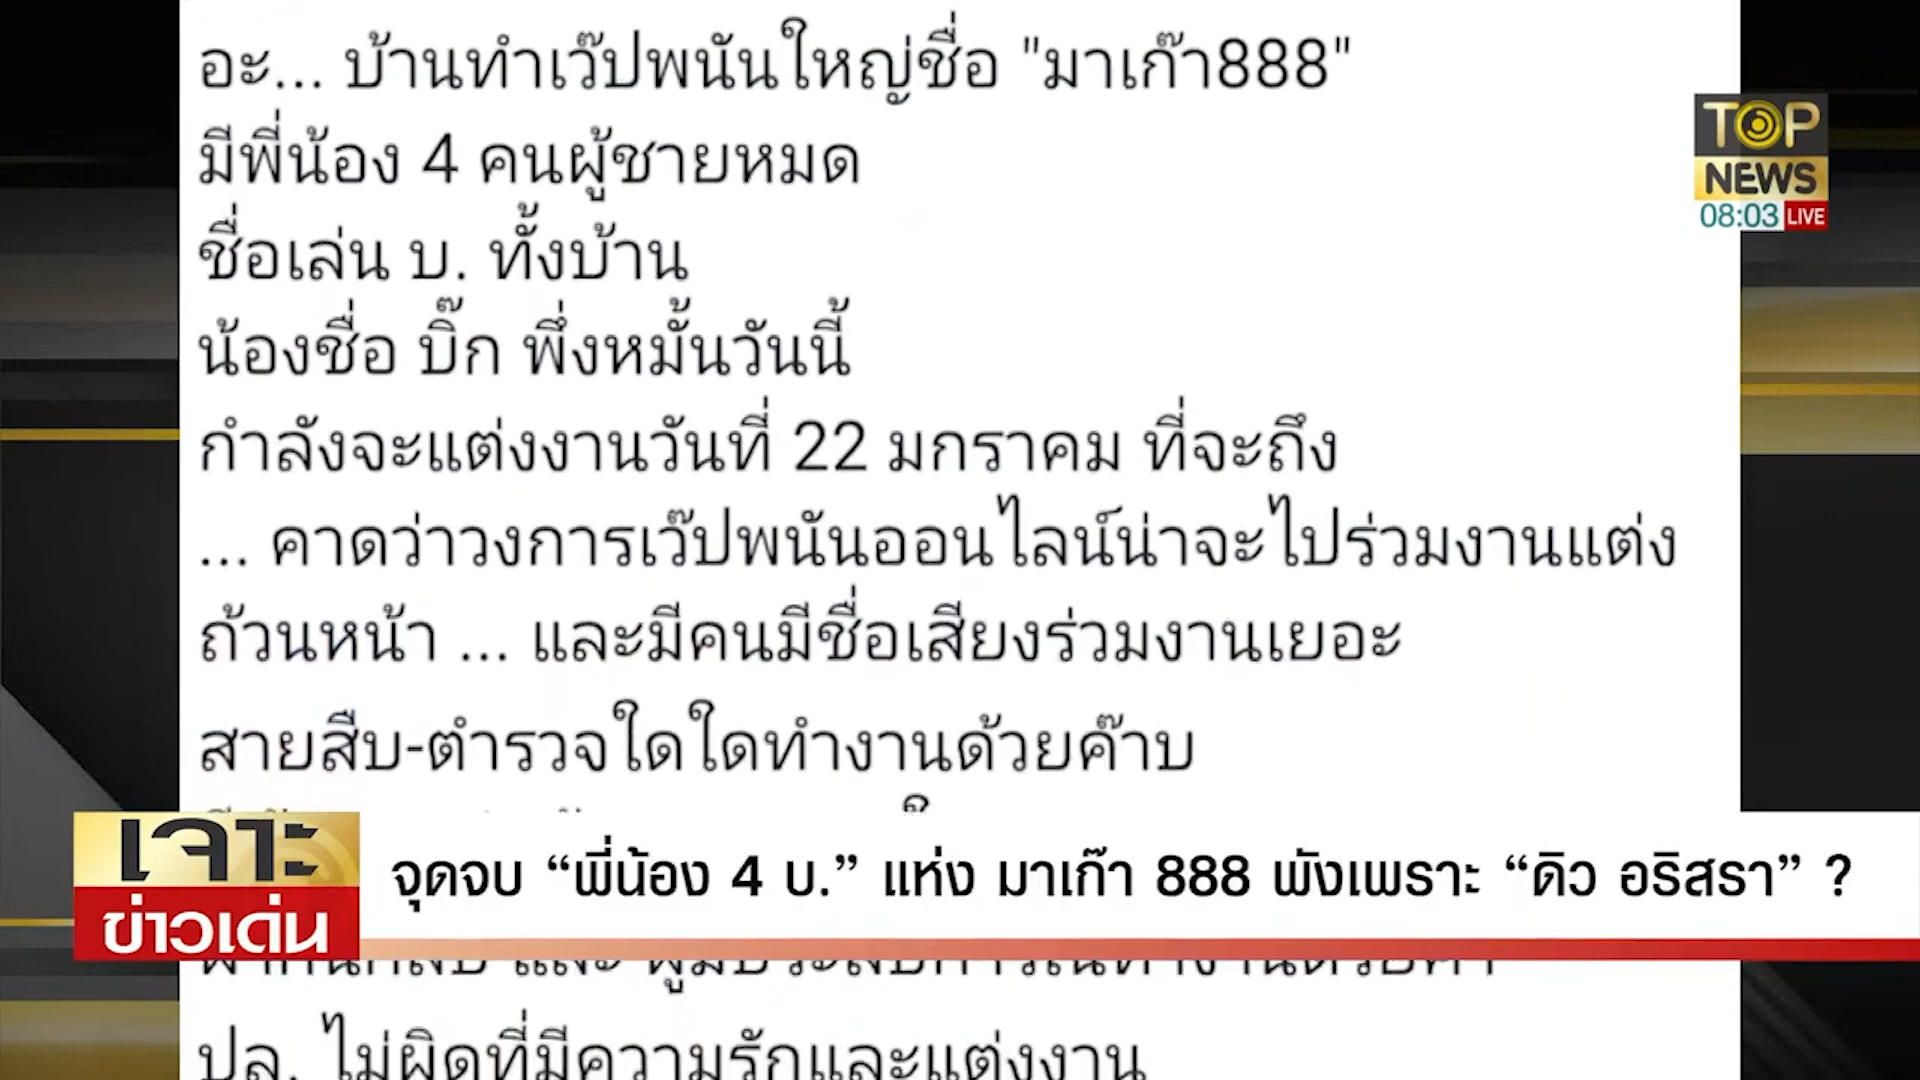 อะ... บ้านทำเว๊ปพนันใหญ่ชื่อ "มาเก๊า888"
มีพี่น้อง 4 คนผู้ชายหมด
ชื่อเล่น บ. ทั้งบ้าน
น้องชื่อ บิ๊ก พึ่งหมั้นวันนี้
กำลังจะแต่งงานวันที่ 22 มกราคม ที่จะถึง
... คาดว่าวงการเว๊ปพนันออนไลน์น่าจะไปร่วมงานแต่ง
ถ้วนหน้า ... และมีคนมีชื่อเสียงร่วมงานเยอะ
สายสืบ-ตำรวจใดใดทำงานด้วยค๊าบ
TOP
NEWS
08:03 LIVE
เจาะ
ข่าวเด่น
จุดจบ “พี่น้อง 4 บ.” แห่ง มาเก๊า 888 พังเพราะ “ดิว อริสรา” ?
ปล. ไม่ผิดที่มีความรักและแต่งงาน